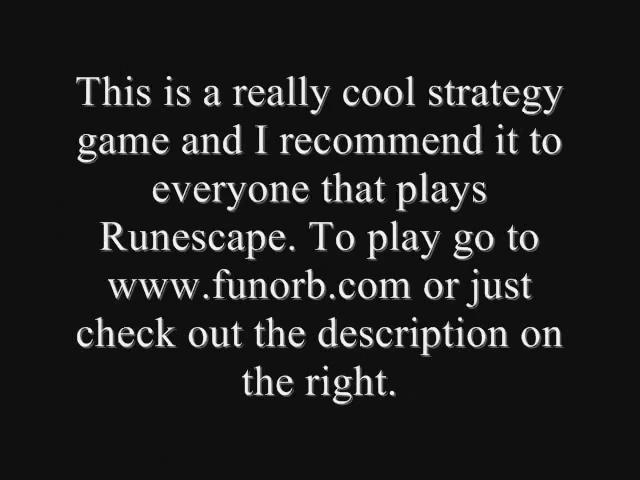 This is a really cool strategy
game and I recommend it to
everyone that plays
Runescape. To play go to
www.funorb.com or just
check out the description on
the right.